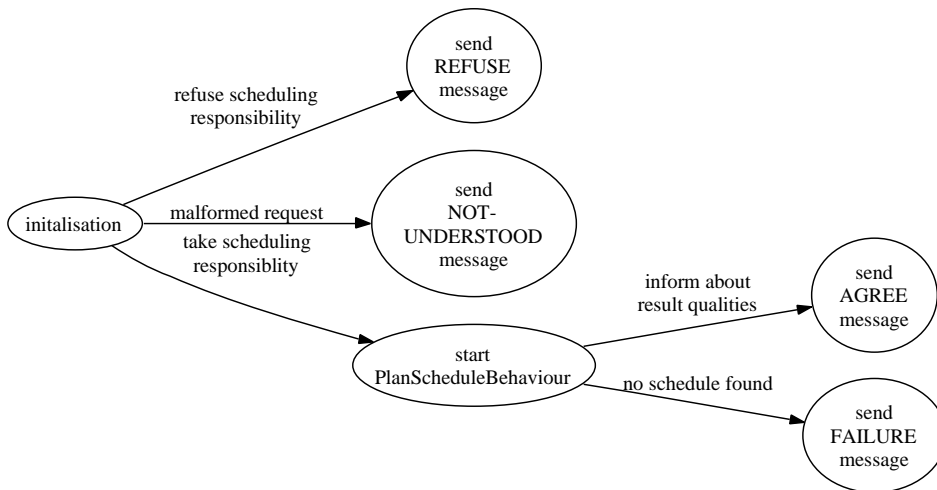 send
REFUSE
message
refuse scheduling
responsibility
initalisation
malformed request
send
NOT-
UNDERSTOOD
message
take scheduling
responsiblity
start
PlanScheduleBehaviour
inform about
result qualities
send
AGREE
message
no schedule found
send
FAILURE
message